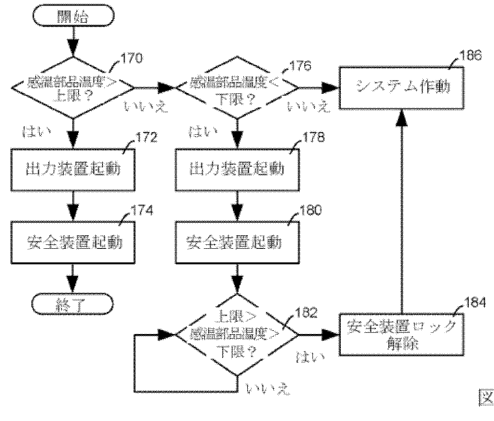 開始
170
感温部品温度>
上限?
いいえ
はい
172
出力装置起動
174
安全装置起動
終了
176
感温部品温度<
下限?
いいえ
はい
178
出力装置起動
180
安全装置起動
182
上限>
感温部品温度>
下限?
はい
いいえ
184
安全装置ロック
解除
186
システム作動
図